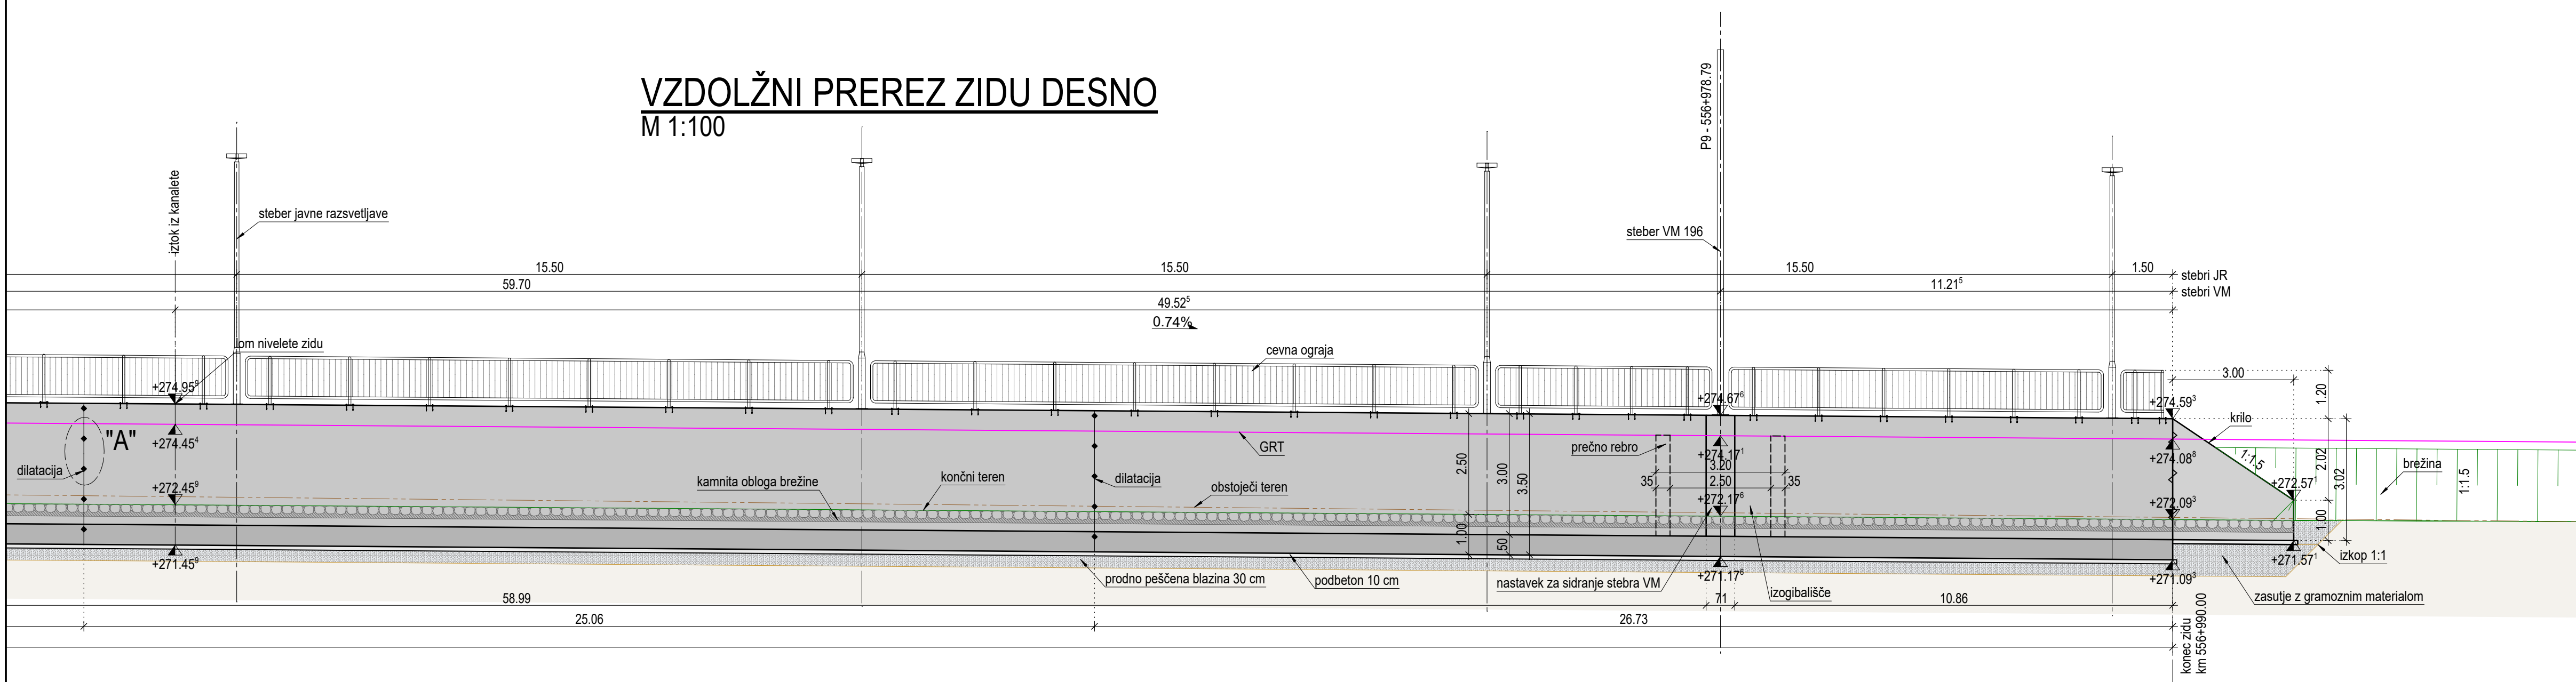 VZDOLŽNI PREREZ ZIDU DESNO
M 1:100
P9 - 556+978.79
iztok iz kanalete
steber javne razsvetljave
steber VM 196
15.50
15.50
15.50
1.50
stebri JR
59.70
11.21⁵
stebri VM
49.52⁵
0.74%
lom nivelete zidu
cevna ograja
3.00
1.20
+274.95⁹
+274.67⁶
+274.59³
krilo
"A"
+274.45⁴
GRT
prečno rebro
+274.17¹
+274.08⁸
1:1.5
2.02
3.02
brežina
1:1.5
dilatacija
2.50
3.00
3.50
3.20
35
2.50
35
kamnita obloga brežine
končni teren
dilatacija
obstoječi teren
+272.45⁹
+272.17⁶
+272.09³
+272.57¹
1.00
50
1.00
+271.45⁹
prodno peščena blazina 30 cm
podbeton 10 cm
nastavek za sidranje stebra VM
+271.17⁶
izogibališče
+271.09³
+271.57¹
izkop 1:1
zasutje z gramoznim materialom
58.99
71
10.86
25.06
26.73
konec zidu
km 556+990.00